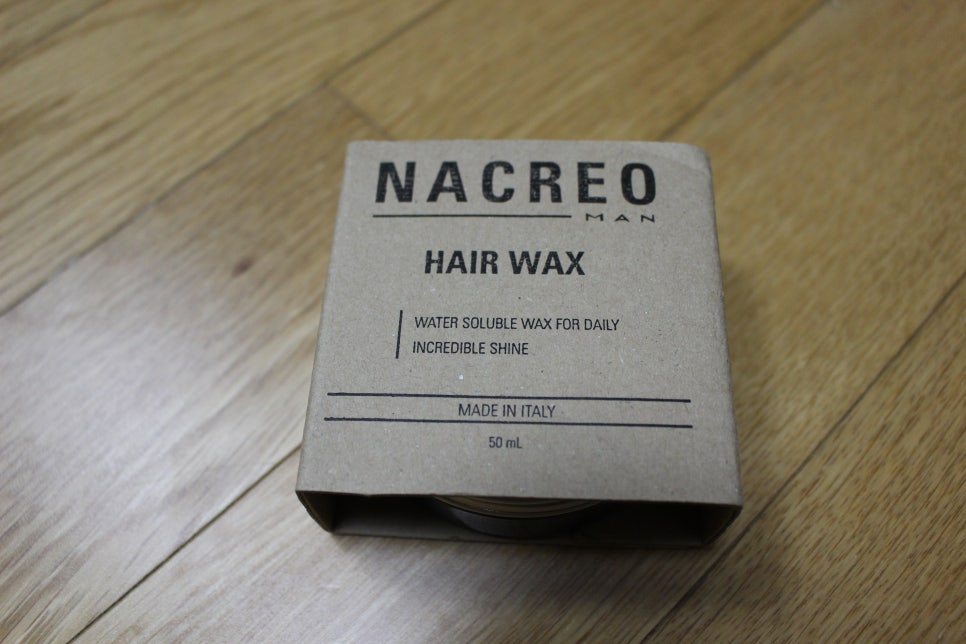 NACREO
MAN
HAIR WAX
WATER SOLUBLE WAX FOR DAILY
INCREDIBLE SHINE
MADE IN ITALY
50 mL